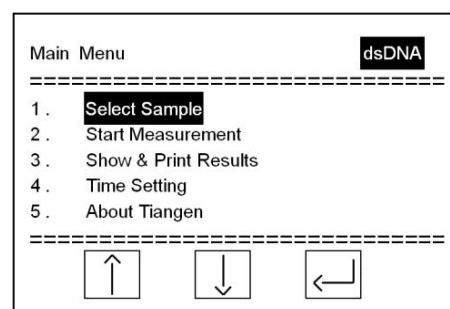 Main Menu dsDNA
==================================
1 . Select Sample
2 . Start Measurement
3 . Show & Print Results
4 . Time Setting
5 . About Tiangen
==================================